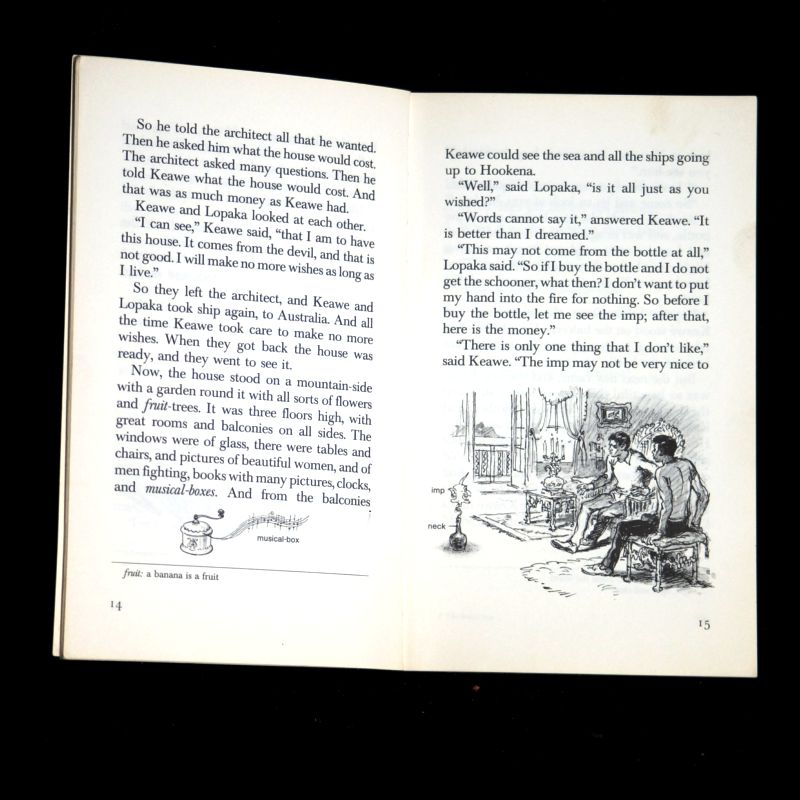 So he told the architect all that he wanted.
Then he asked him what the house would cost.
The architect asked many questions. Then he
told Keawe what the house would cost. And
that was as much money as Keawe had.
Keawe and Lopaka looked at each other.
"I can see," Keawe said, "that I am to have
this house. It comes from the devil, and that is
not good. I will make no more wishes as long as
I live."
So they left the architect, and Keawe and
Lopaka took ship again, to Australia. And all
the time Keawe took care to make no more
wishes. When they got back the house was
ready, and they went to see it.
Now, the house stood on a mountain-side
with a garden round it with all sorts of flowers
and fruit-trees. It was three floors high, with
great rooms and balconies on all sides. The
windows were of glass, there were tables and
chairs, and pictures of beautiful women, and of
men fighting, books with many pictures, clocks,
and musical-boxes. And from the balconies
musical-box
fruit: a banana is a fruit
14
Keawe could see the sea and all the ships going
up to Hookena.
"Well," said Lopaka, "is it all just as you
wished?"
"Words cannot say it," answered Keawe. "It
is better than I dreamed."
"This may not come from the bottle at all,"
Lopaka said. "So if I buy the bottle and I do not
get the schooner, what then? I don't want to put
my hand into the fire for nothing. So before I
buy the bottle, let me see the imp; after that,
here is the money."
"There is only one thing that I don't like,"
said Keawe. "The imp may not be very nice to
imp
neck
15